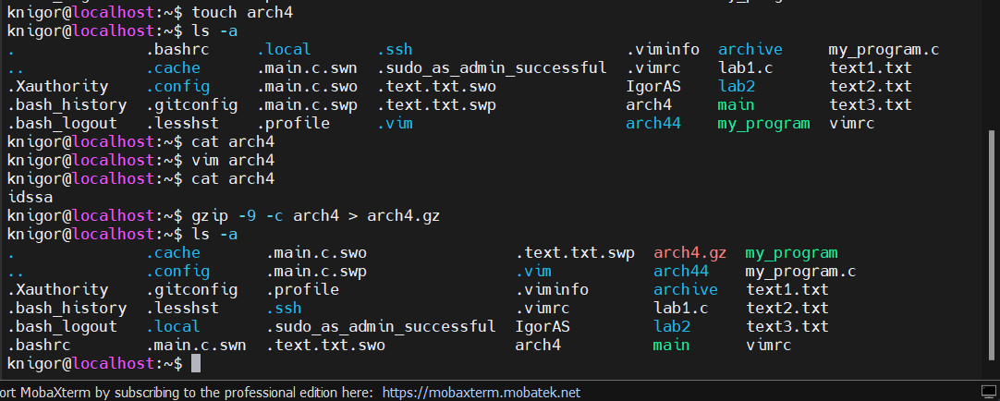 my_program
knigor@localhost:~$ touch arch4
knigor@localhost:~$ ls -a
. .bashrc .local .ssh .viminfo archive my_program.c
.. .cache .main.c.swn .sudo_as_admin_successful .vimrc lab1.c text1.txt
.Xauthority .config .main.c.swo .text.txt.swo IgorAS lab2 text2.txt
.bash_history .gitconfig .main.c.swp .text.txt.swp arch4 main text3.txt
.bash_logout .lesshst .profile .vim arch44 my_program vimrc
knigor@localhost:~$ cat arch4
knigor@localhost:~$ vim arch4
knigor@localhost:~$ cat arch4
idssa
knigor@localhost:~$ gzip -9 -c arch4 > arch4.gz
knigor@localhost:~$ ls -a
. .cache .main.c.swo .text.txt.swp arch4.gz my_program
.. .config .main.c.swp .vim arch44 my_program.c
.Xauthority .gitconfig .profile .viminfo archive text1.txt
.bash_history .lesshst .ssh .vimrc lab1.c text2.txt
.bash_logout .local .sudo_as_admin_successful IgorAS lab2 text3.txt
.bashrc .main.c.swn .text.txt.swo arch4 main vimrc
knigor@localhost:~$
ort MobaXterm by subscribing to the professional edition here: https://mobaxterm.mobatek.net